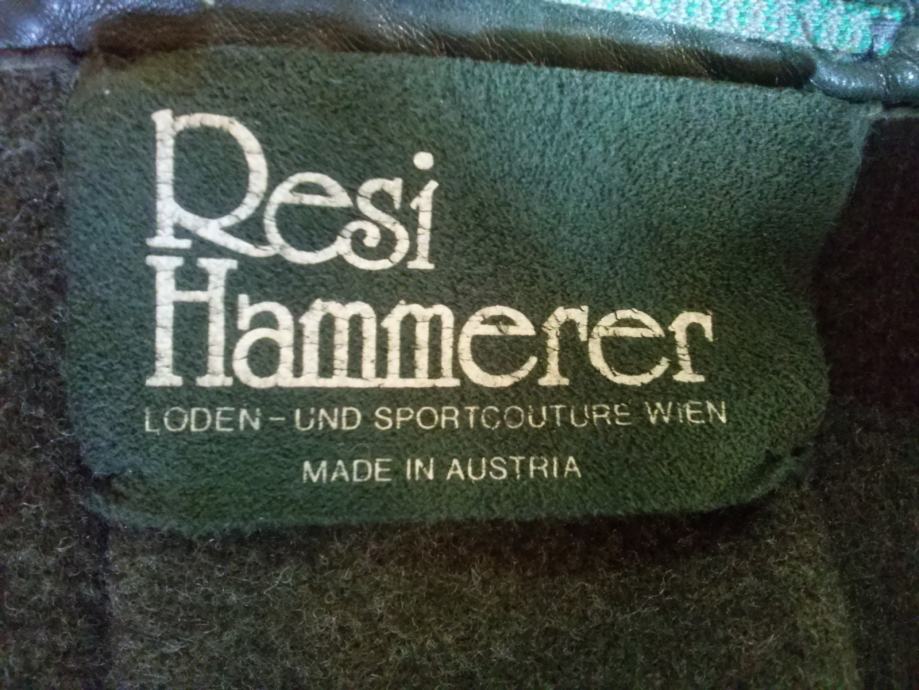 Resi
Hammerer
LODEN - UND SPORTCOUTURE WIEN
MADE IN AUSTRIA